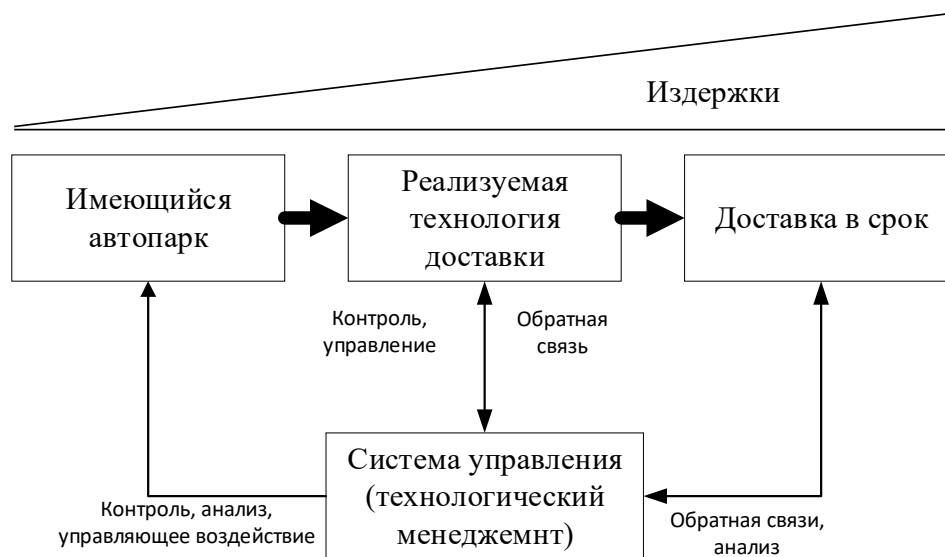 Издержки
Имеющийся
автопарк
Реализуемая
технология
доставки
Доставка в срок
Контроль,
управление
Обратная
связь
Система управления
(технологический
менеджемнт)
Контроль, анализ,
управляющее воздействие
Обратная связи,
анализ